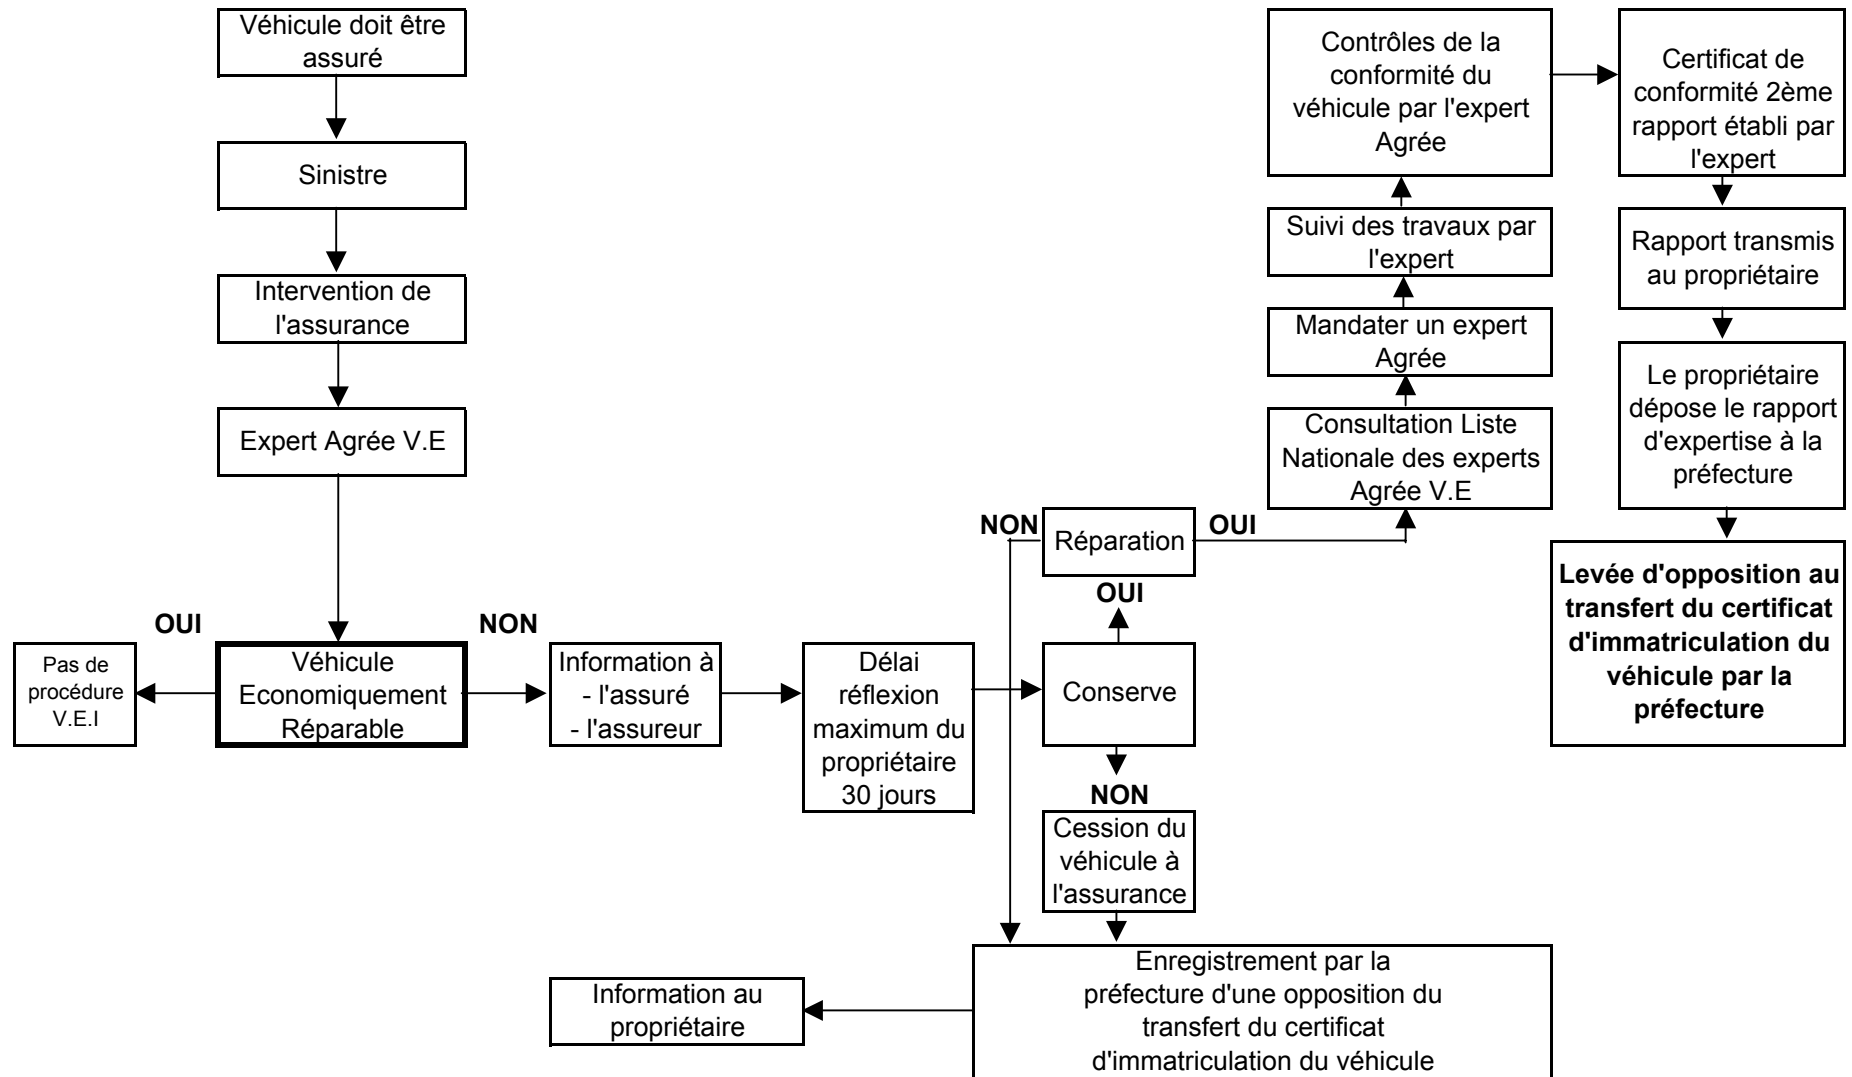 Véhicule doit être
assuré
Sinistre
Intervention de
l'assurance
Expert Agrée V.E
OUI
NON
Pas de
procédure
V.E.I
Véhicule
Economiquement
Réparable
Information à
- l'assuré
- l'assureur
Délai
réflexion
maximum du
propriétaire
30 jours
Conserve
OUI
NON
Réparation
NON
OUI
Cession du
véhicule à
l'assurance
Enregistrement par la
préfecture d'une opposition du
transfert du certificat
d'immatriculation du véhicule
Information au
propriétaire
Consultation Liste
Nationale des experts
Agrée V.E
Mandater un expert
Agrée
Suivi des travaux par
l'expert
Contrôles de la
conformité du
véhicule par l'expert
Agrée
Certificat de
conformité 2ème
rapport établi par
l'expert
Rapport transmis
au propriétaire
Le propriétaire
dépose le rapport
d'expertise à la
préfecture
Levée d'opposition au
transfert du certificat
d'immatriculation du
véhicule par la
préfecture